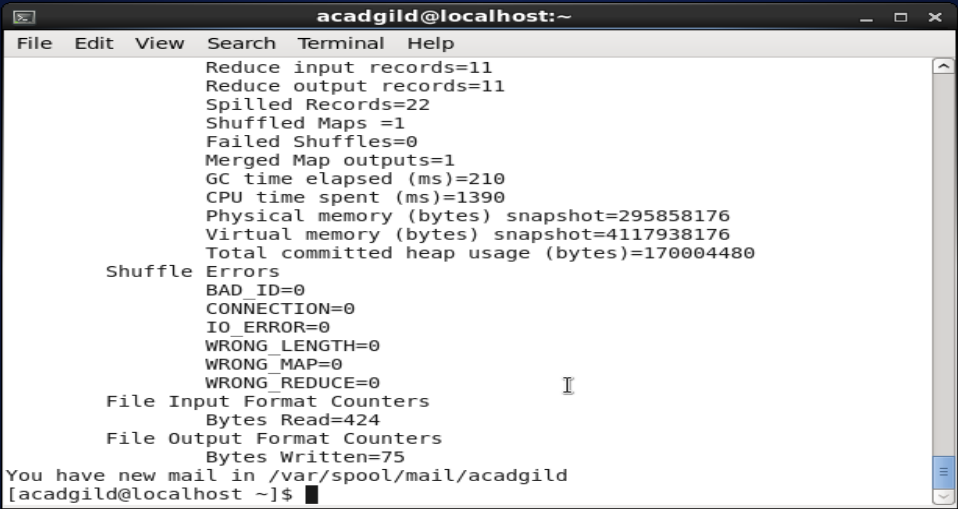 acadgild@localhost:~
File Edit View Search Terminal Help
Reduce input records=11
Reduce output records=11
Spilled Records=22
Shuffled Maps =1
Failed Shuffles=0
Merged Map outputs=1
GC time elapsed (ms)=210
CPU time spent (ms)=1390
Physical memory (bytes) snapshot=295858176
Virtual memory (bytes) snapshot=4117938176
Total committed heap usage (bytes)=170004480
Shuffle Errors
BAD_ID=0
CONNECTION=0
IO_ERROR=0
WRONG_LENGTH=0
WRONG_MAP=0
WRONG_REDUCE=0
File Input Format Counters
Bytes Read=424
File Output Format Counters
Bytes Written=75
You have new mail in /var/spool/mail/acadgild
[acadgild@localhost ~]$